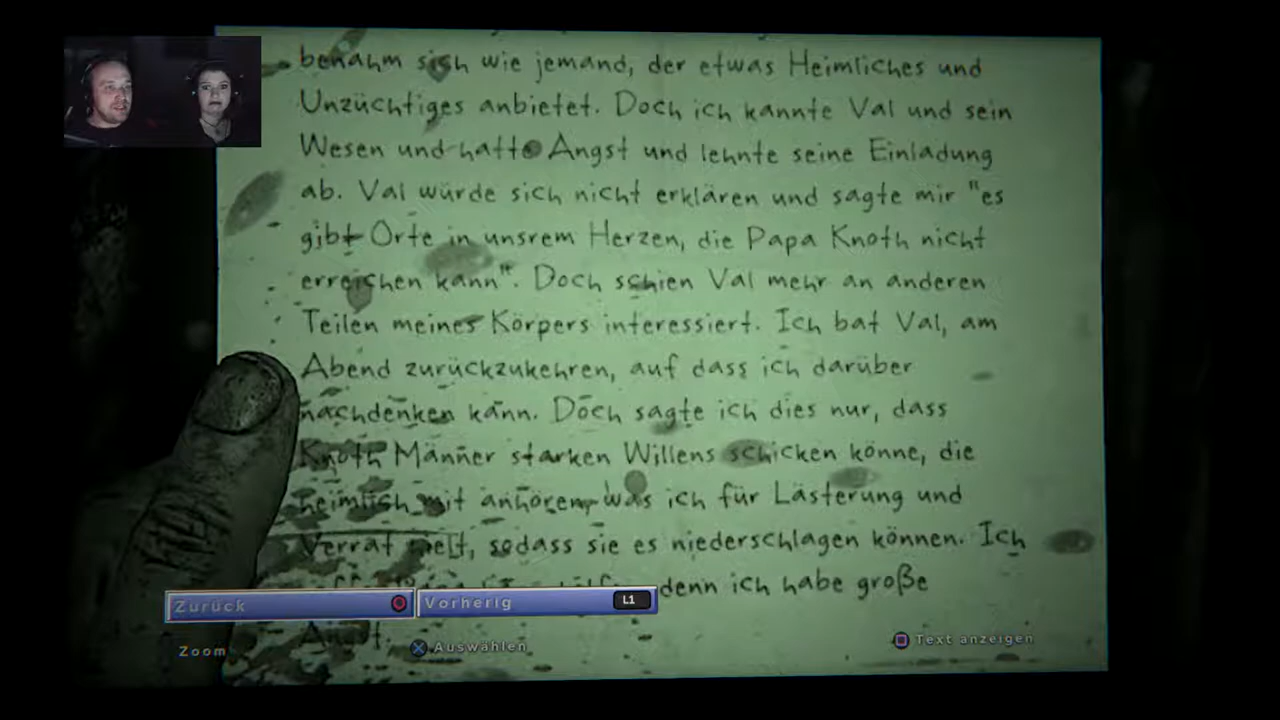 benahm sich wie jemand, der etwas Heimliches und
Unzüchtiges anbietet. Doch ich kannte Val und sein
Wesen und hatte Angst und lehnte seine Einladung
ab. Val würde sich nicht erklären und sagte mir "es
gibt Orte in unsrem Herzen, die Papa Knoth nicht
erreichen kann". Doch schien Val mehr an anderen
Teilen meines Körpers interessiert. Ich bat Val, am
Abend zurückzukehren, auf dass ich darüber
nachdenken kann. Doch sagte ich dies nur, dass
Knoth Männer starken Willens schicken könne, die
heimlich mit anhören, was ich für Lästerung und
Verrat hielt, sodass sie es niederschlagen können. Ich
denn ich habe große
Angst.
Zurück
Vorherig L1
Zoom
Auswählen
Text anzeigen